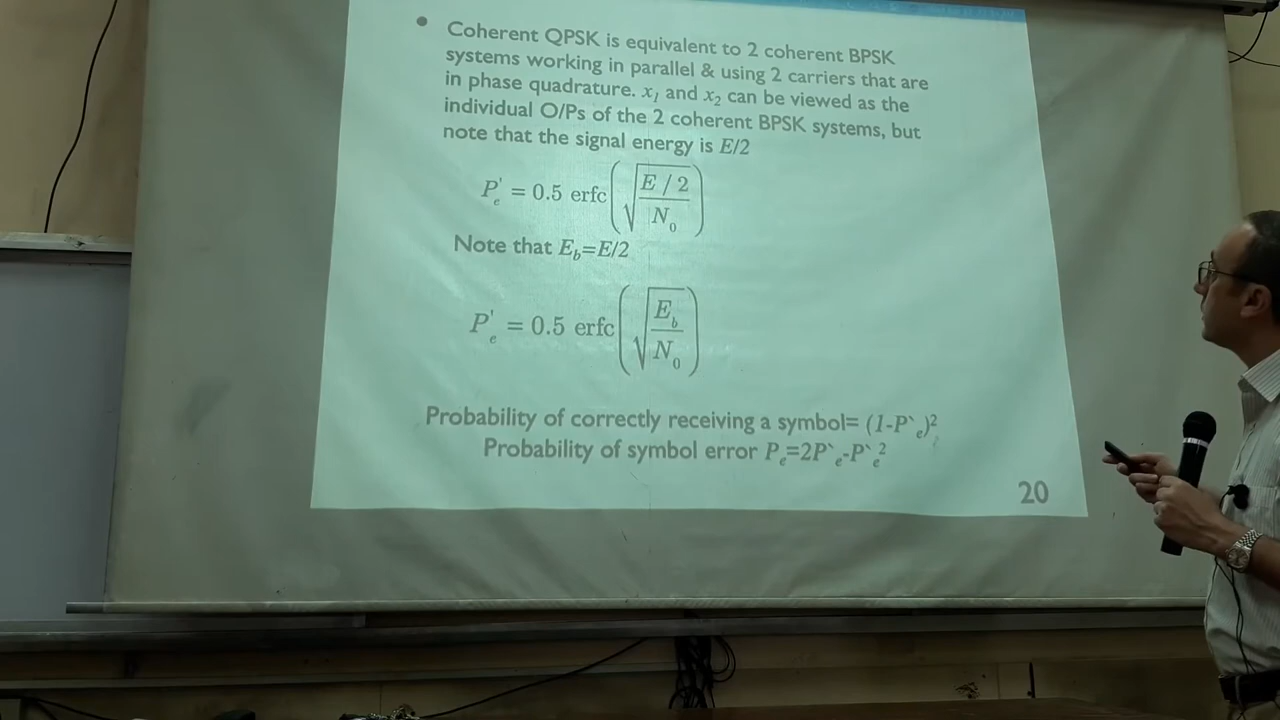 • Coherent QPSK is equivalent to 2 coherent BPSK
systems working in parallel & using 2 carriers that are
in phase quadrature. x₁ and x₂ can be viewed as the
individual O/Ps of the 2 coherent BPSK systems, but
note that the signal energy is E/2
P'ₑ = 0.5 erfc(√((E / 2)/N₀))
Note that E_b=E/2
P'ₑ = 0.5 erfc(√(E_b/N₀))
Probability of correctly receiving a symbol= (1-P`ₑ)²
Probability of symbol error Pₑ=2P`ₑ-P`ₑ²
20